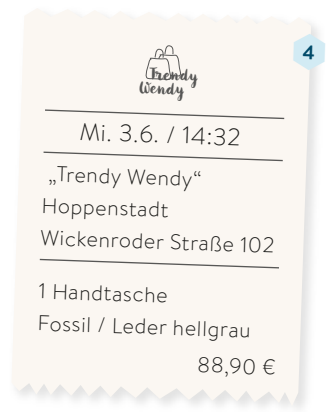 4
Trendy
Wendy
Mi. 3.6. / 14:32
„Trendy Wendy“
Hoppenstadt
Wickenroder Straße 102
1 Handtasche
Fossil / Leder hellgrau
88,90 €